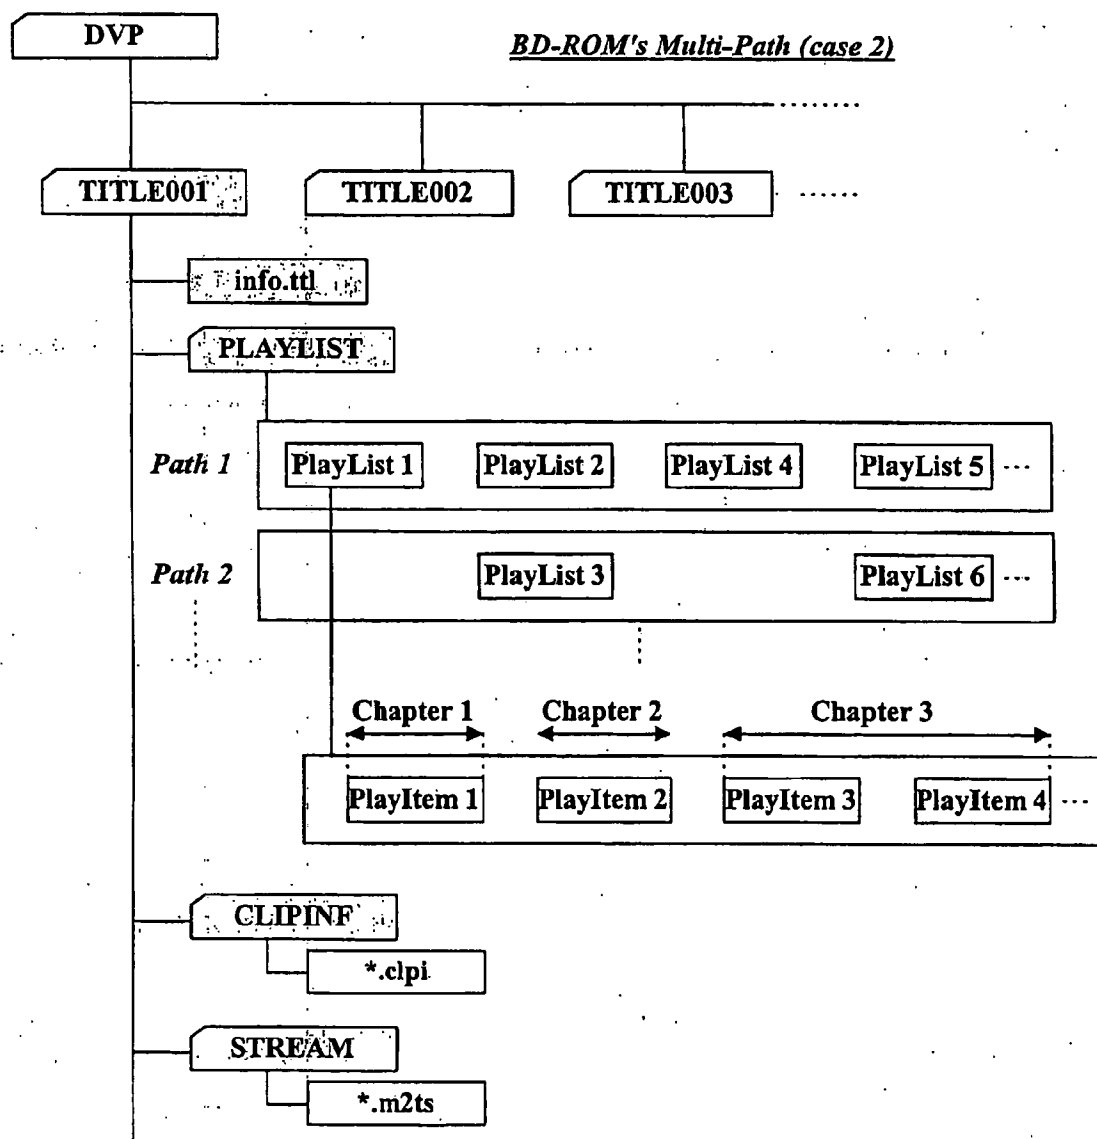 DVP
BD-ROM's Multi-Path (case 2)
TITLE001 TITLE002 TITLE003
info.ttl
PLAYLIST
Path 1 PlayList 1 PlayList 2 PlayList 4 PlayList 5
Path 2 PlayList 3 PlayList 6
Chapter 1 Chapter 2 Chapter 3
PlayItem 1 PlayItem 2 PlayItem 3 PlayItem 4
CLIPINF
*.clpi
STREAM
*.m2ts